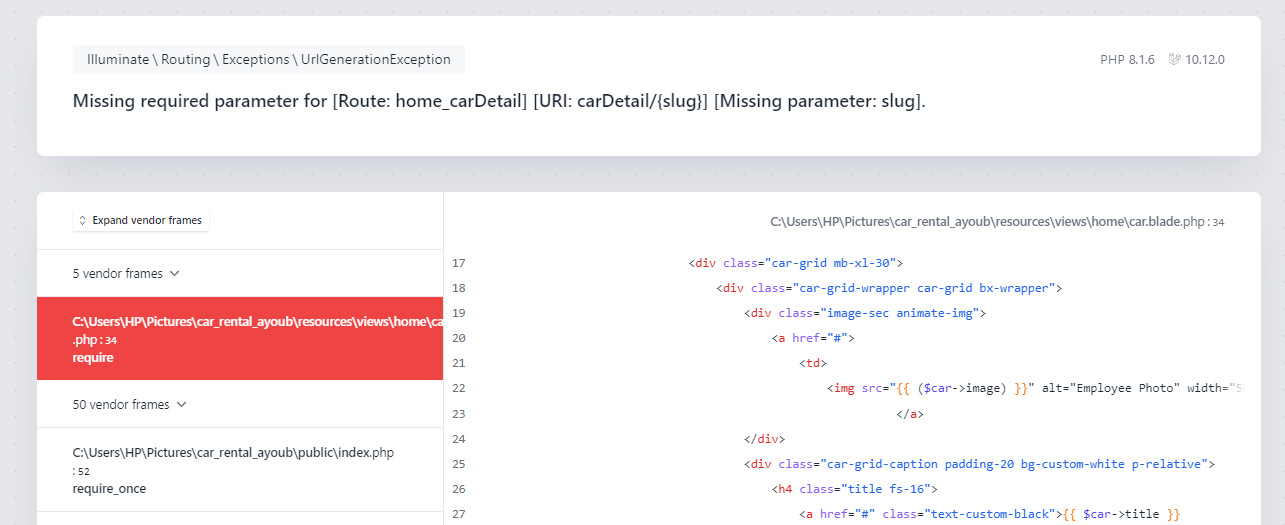 Illuminate \ Routing \ Exceptions \ UrlGenerationException
PHP 8.1.6 10.12.0
Missing required parameter for [Route: home_carDetail] [URI: carDetail/{slug}] [Missing parameter: slug].
Expand vendor frames
C:\Users\HP\Pictures\car_rental_ayoub\resources\views\home\car.blade.php : 34
5 vendor frames
C:\Users\HP\Pictures\car_rental_ayoub\resources\views\home\ca
.php : 34
require
50 vendor frames
C:\Users\HP\Pictures\car_rental_ayoub\public\index.php
: 52
require_once
17 <div class="car-grid mb-xl-30">
18 <div class="car-grid-wrapper car-grid bx-wrapper">
19 <div class="image-sec animate-img">
20 <a href="#">
21 <td>
22 <img src="{{ ($car->image) }}" alt="Employee Photo" width="5
23 </a>
24 </div>
25 <div class="car-grid-caption padding-20 bg-custom-white p-relative">
26 <h4 class="title fs-16">
27 <a href="#" class="text-custom-black">{{ $car->title }}